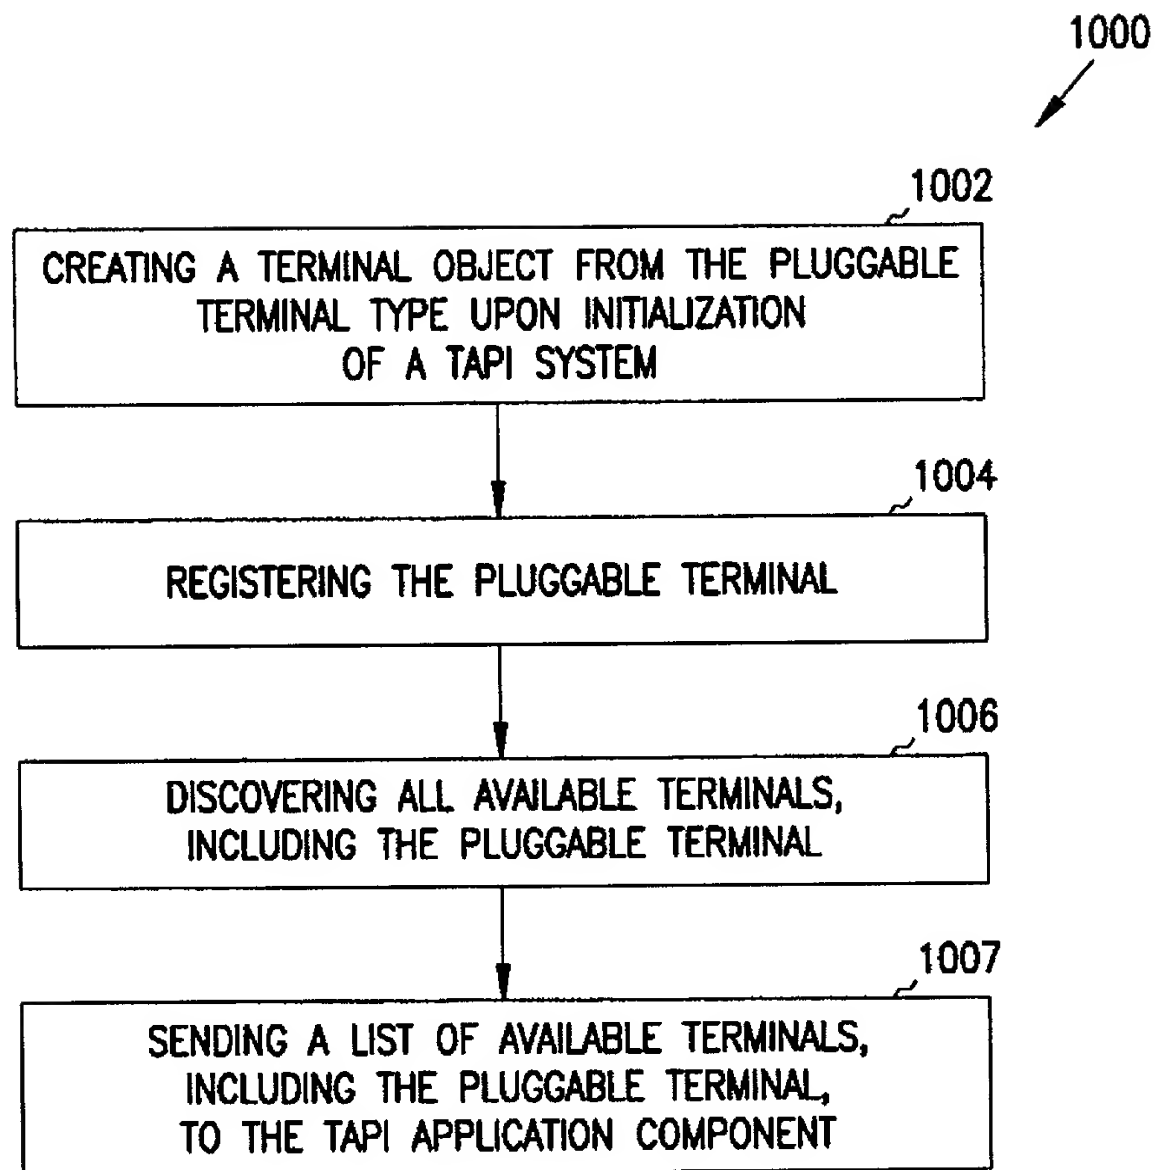 1000
1002
CREATING A TERMINAL OBJECT FROM THE PLUGGABLE
TERMINAL TYPE UPON INITIALIZATION
OF A TAPI SYSTEM
1004
REGISTERING THE PLUGGABLE TERMINAL
1006
DISCOVERING ALL AVAILABLE TERMINALS,
INCLUDING THE PLUGGABLE TERMINAL
1007
SENDING A LIST OF AVAILABLE TERMINALS,
INCLUDING THE PLUGGABLE TERMINAL,
TO THE TAPI APPLICATION COMPONENT